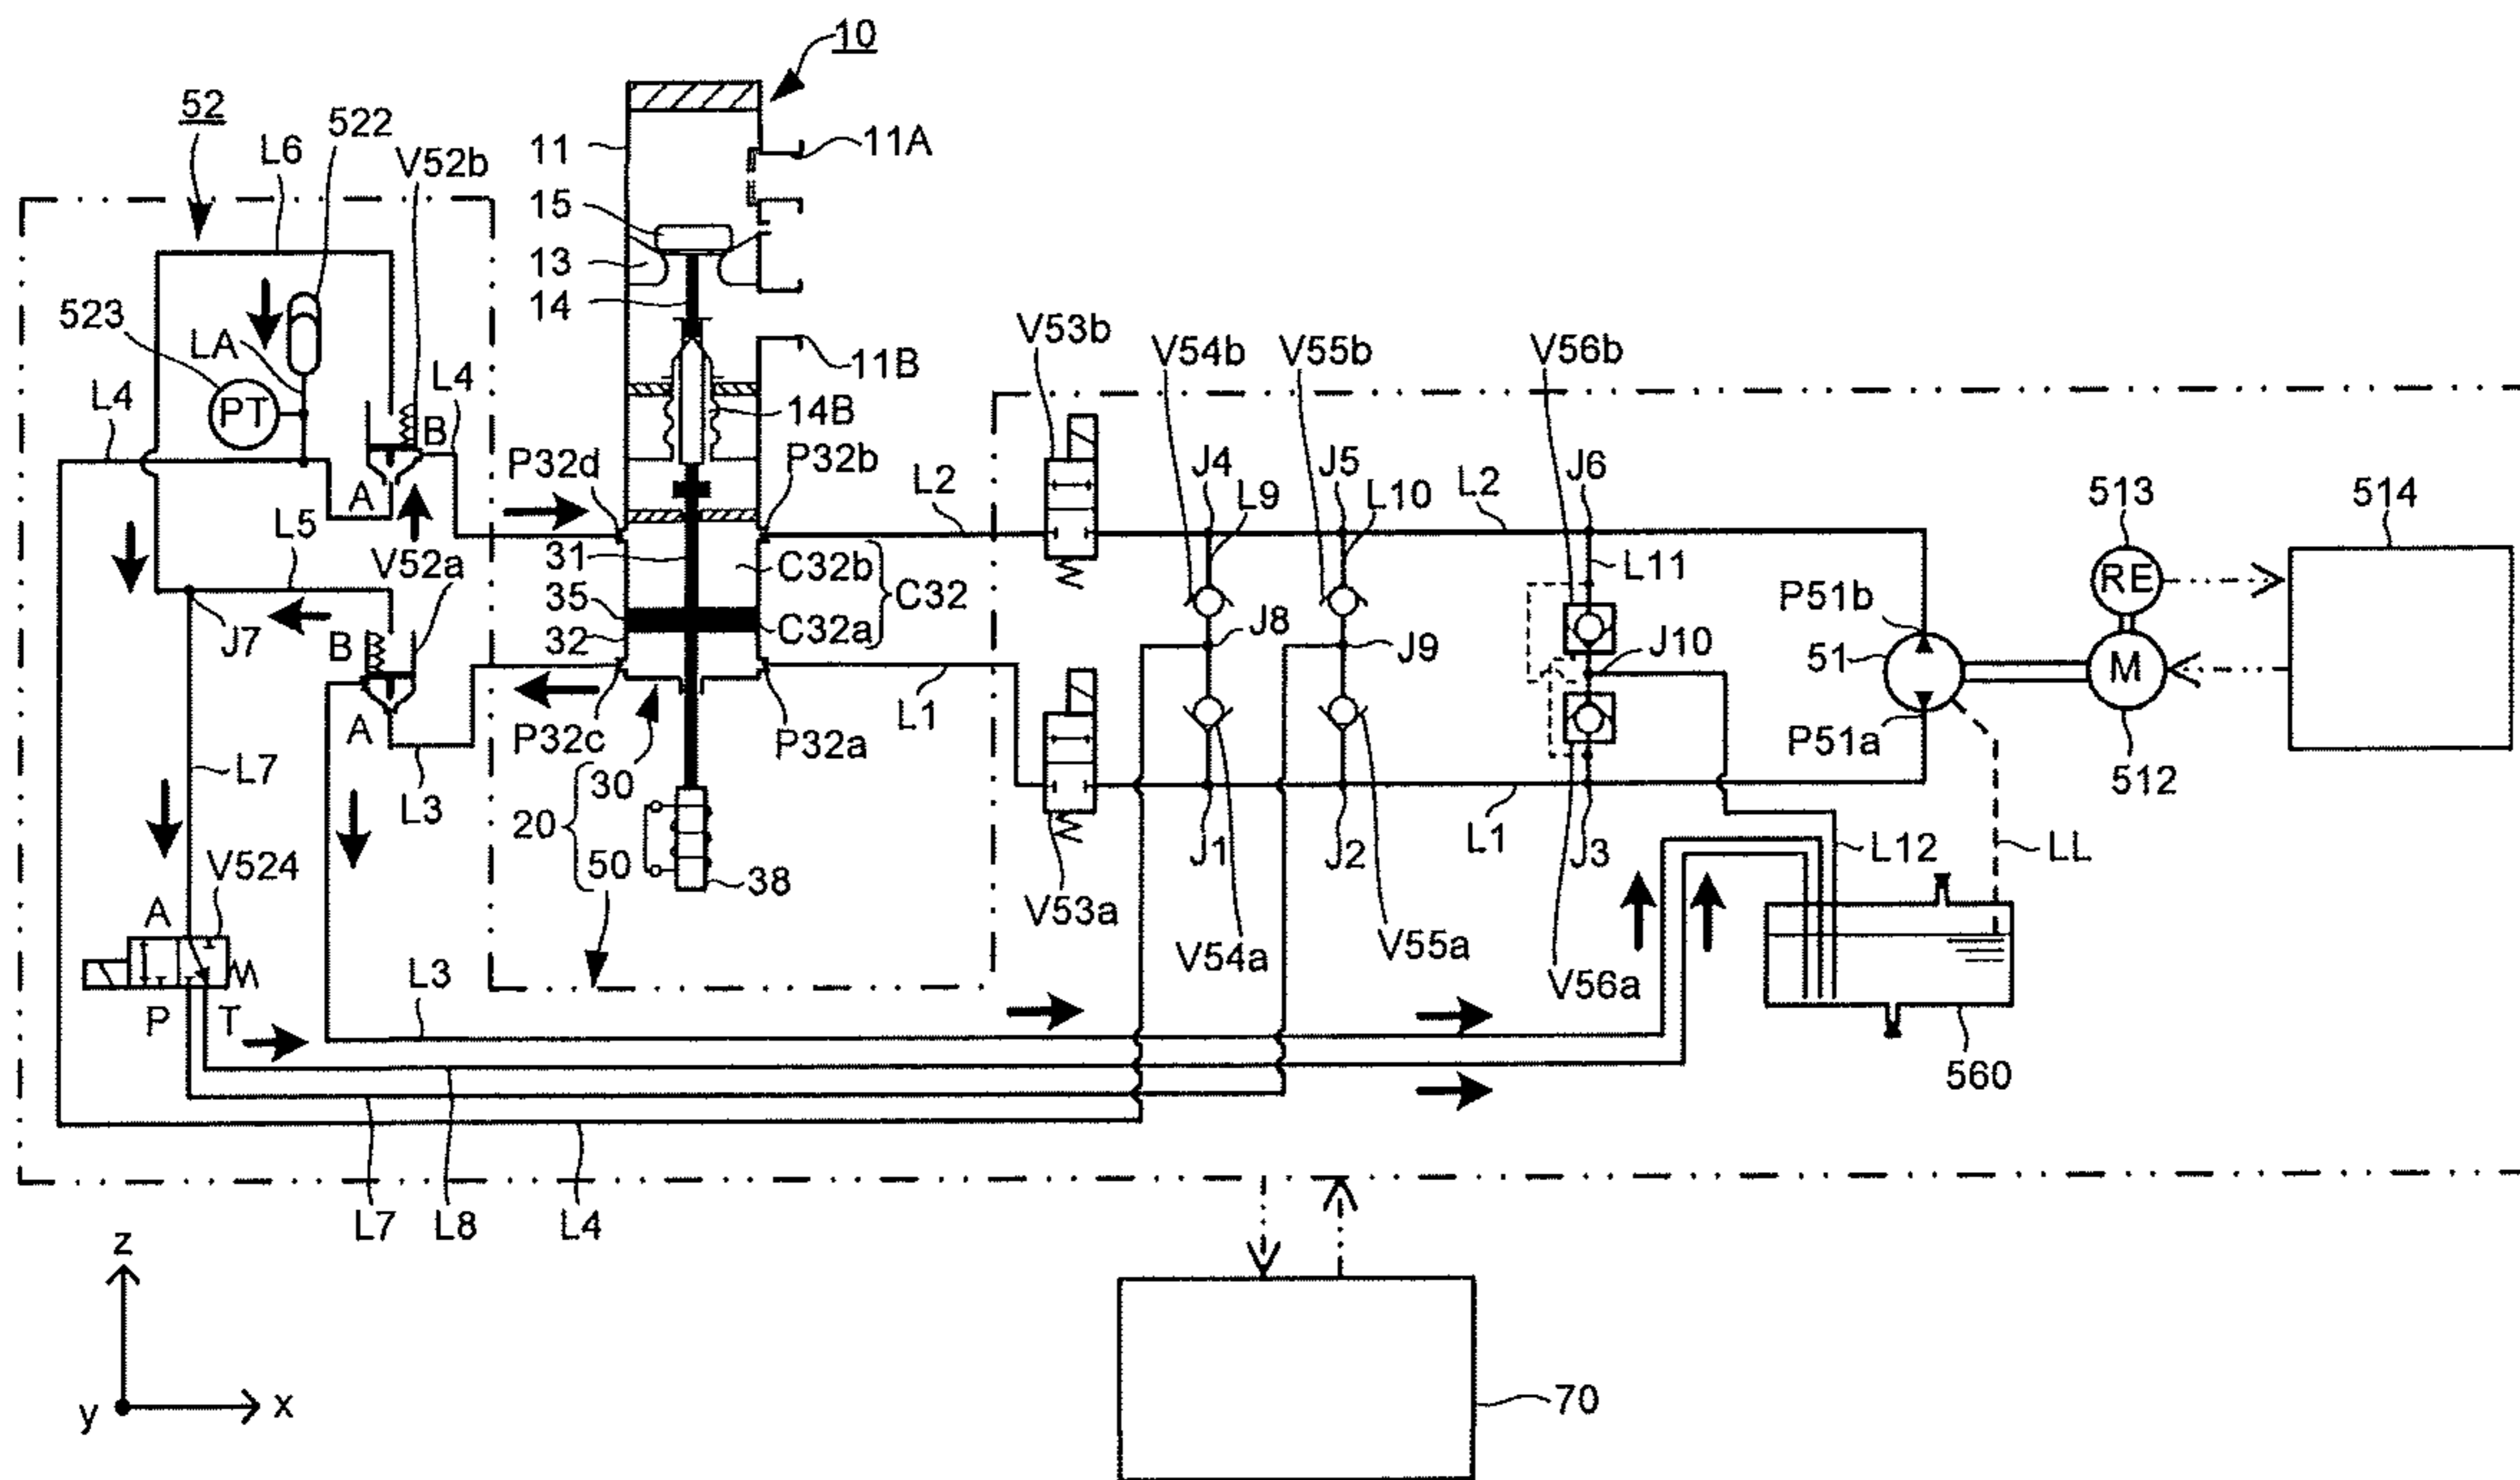 10
52
522
11
11A
L6
V52b
15
13
14
523
LA
V53b
V54b
V55b
V56b
11B
L4
PT
L4
B
14B
P32d
P32b
J4
J5
J6
L2
L9
L10
L2
513
514
A
L5
31
C32b
C32
L11
P51b
RE
V52a
35
J7
B
32
C32a
J8
J9
J10
51
M
A
P32c
P32a
L1
P51a
512
L7
L3
30
20
50
38
J1
J2
L1
J3
L12
LL
V524
A
V53a
V54a
V55a
V56a
L3
P
T
560
L7
L8
L4
z
y
x
70